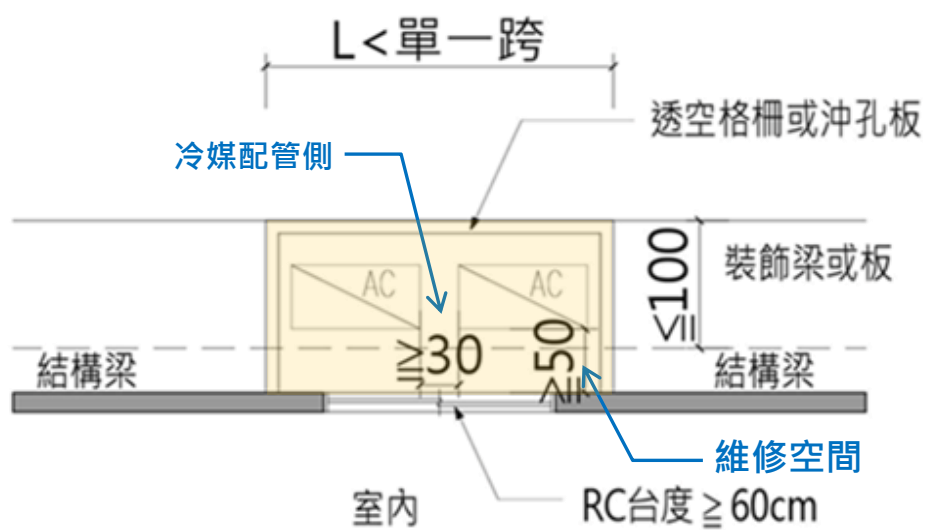 L<單一跨
透空格柵或沖孔板
冷媒配管側
AC
AC
≦100
裝飾梁或板
≧30
≧50
結構梁
結構梁
維修空間
室內
RC台度≧60cm